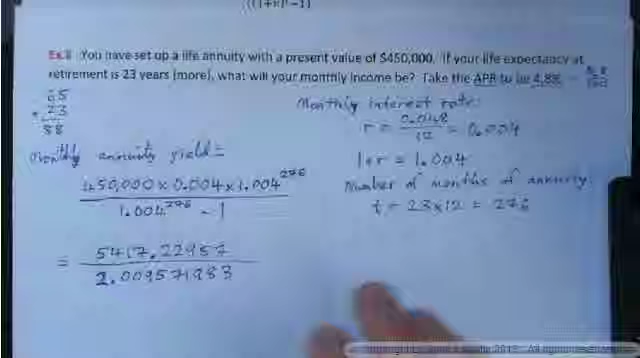 Ex.8 You have set up a life annuity with a present value of $450,000. If your life expectancy at
retirement is 23 years (more), what will your monthly income be? Take the APR to be 4.8%
65
+ 23
88
Monthly interest rate:
r = 0.048 / 12 = 0.004
1+r = 1.004
Number of months of annuity:
t = 23×12 = 276
Monthly annuity yield =
450,000 × 0.004 × 1.004^276
1.004^276 - 1
= 5417.22957
2.009571983